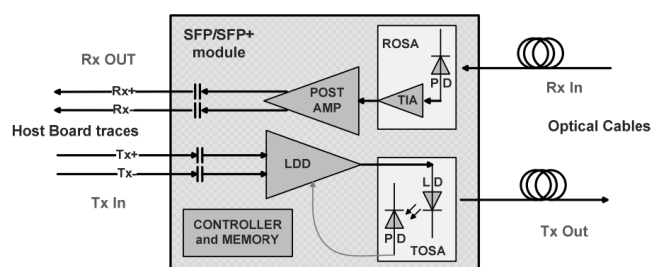 SFP/SFP+
module
ROSA
Rx OUT
Rx+
Rx-
POST
AMP
TIA
P D
Rx In
Host Board traces
Optical Cables
Tx+
Tx-
LDD
L D
Tx In
CONTROLLER
and MEMORY
P D
TOSA
Tx Out